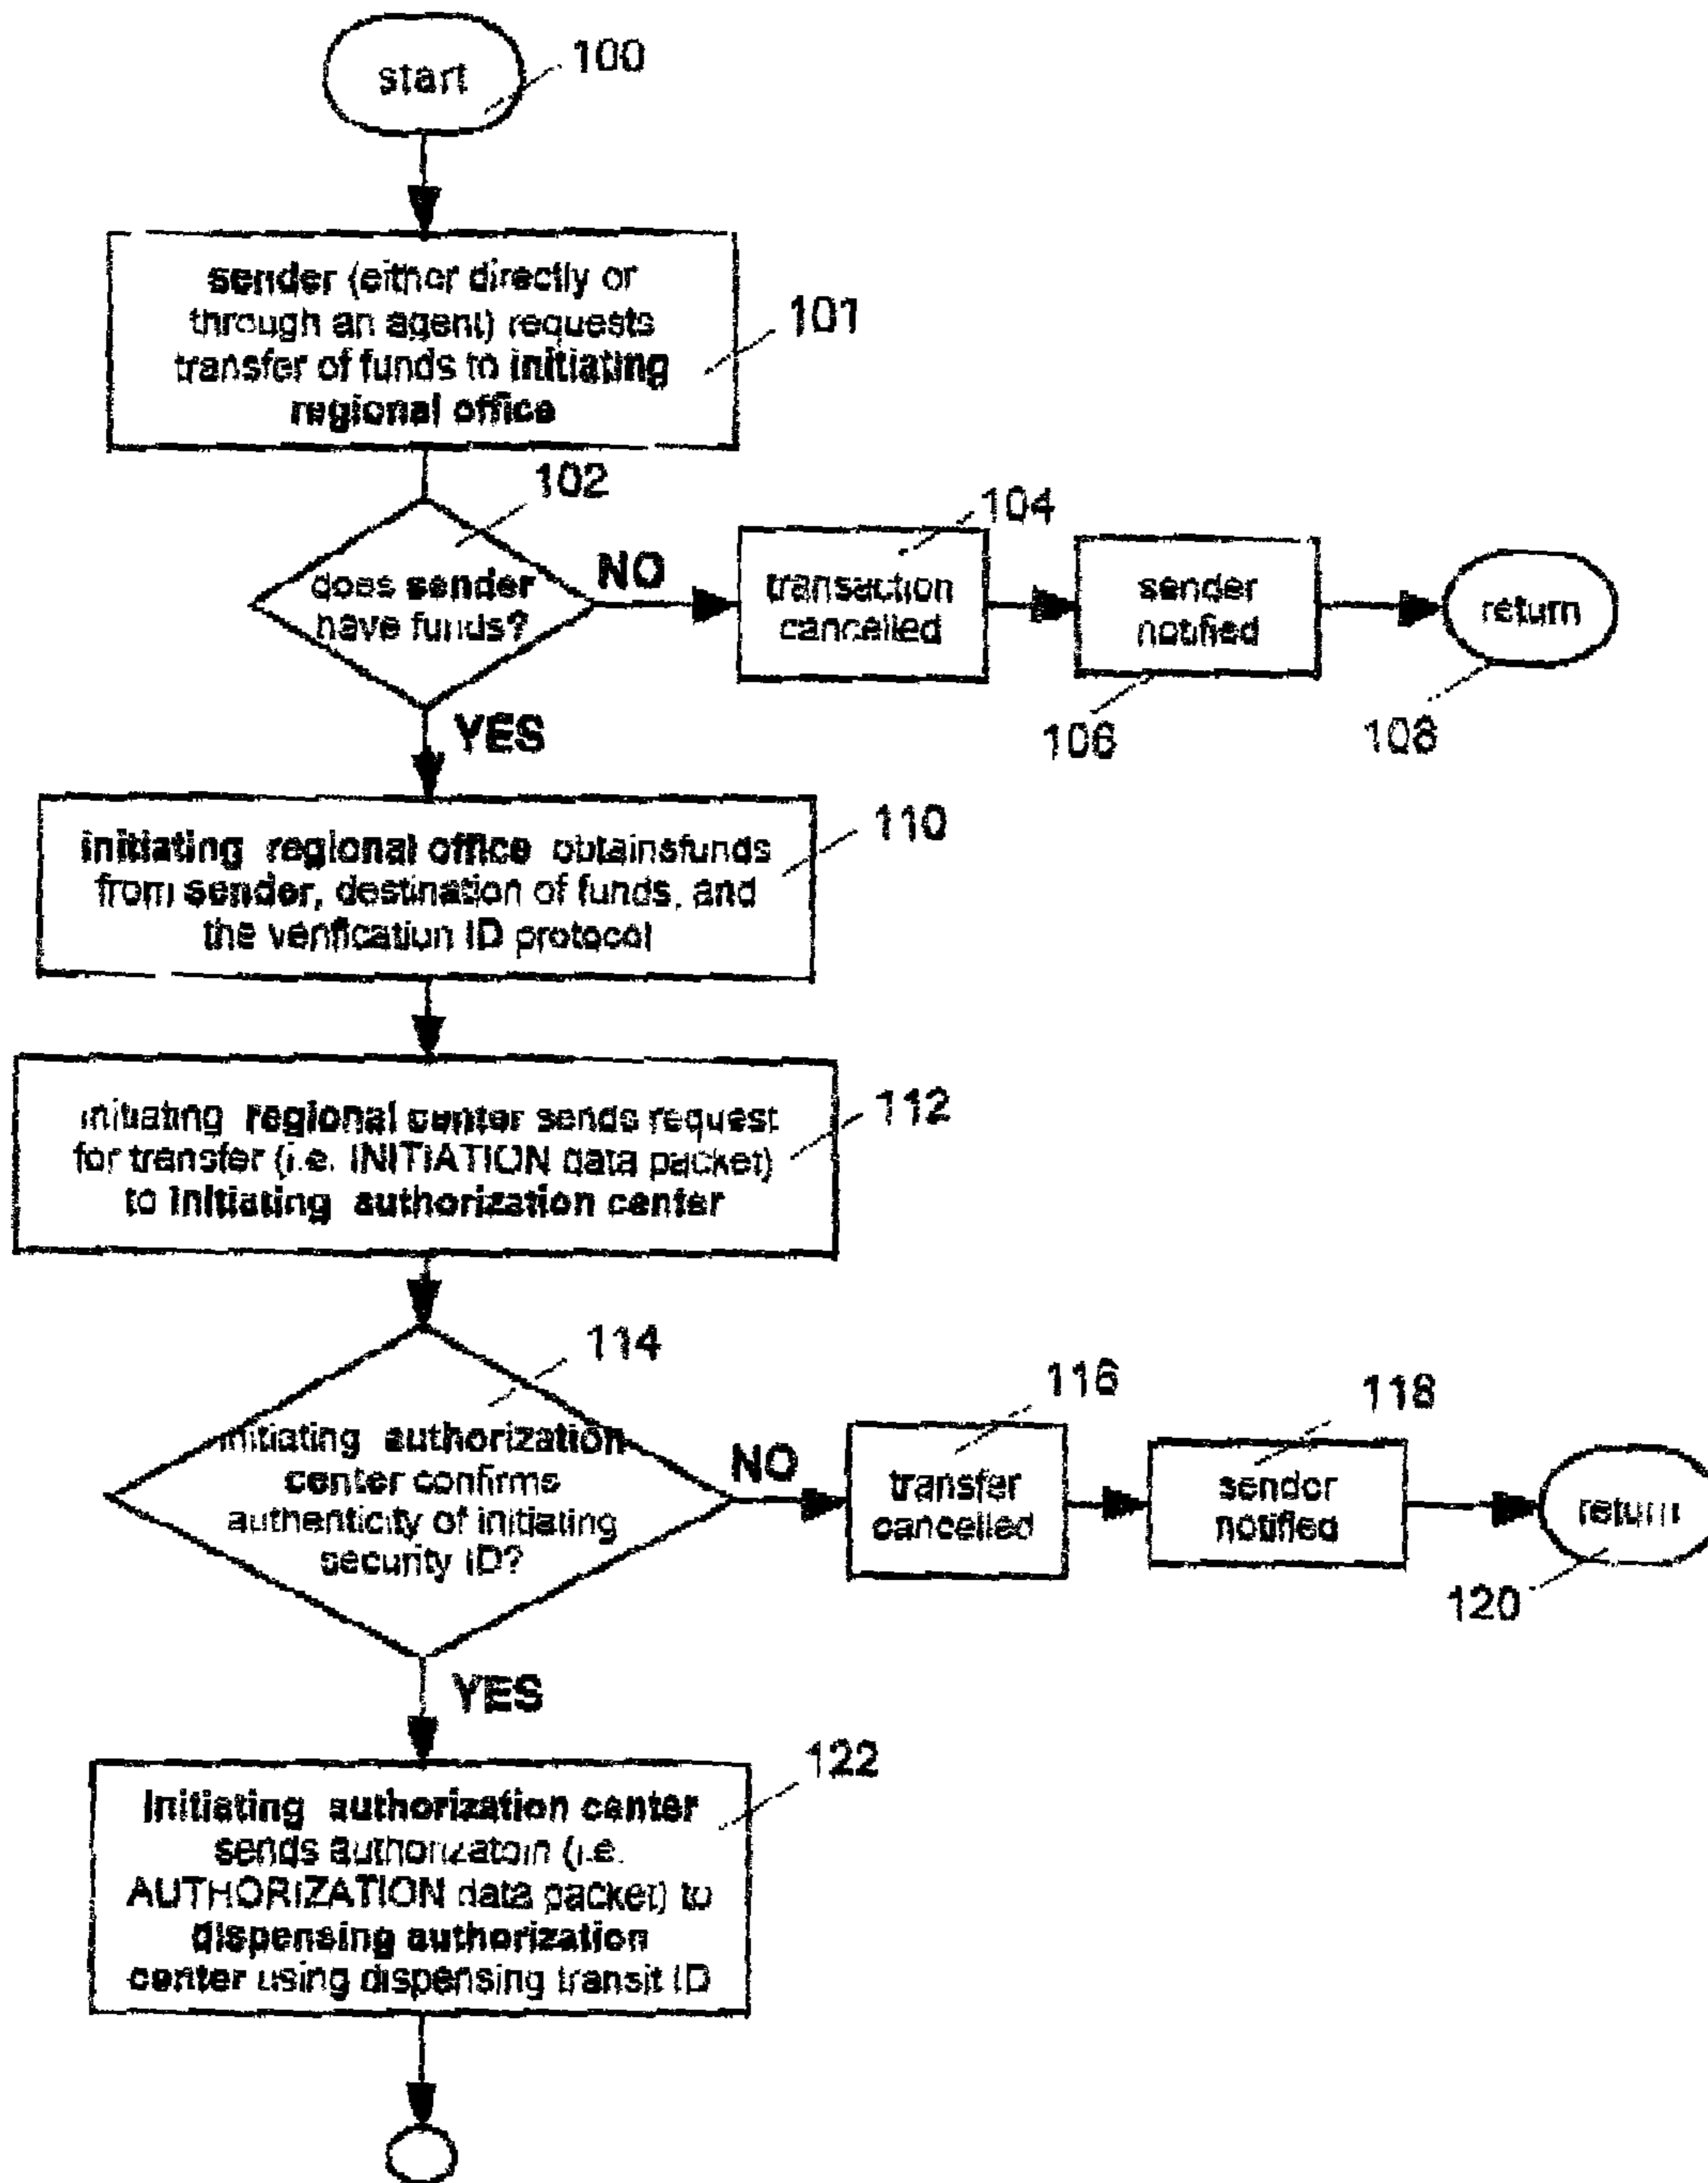 start
100
sender (either directly or
through an agent) requests
transfer of funds to initiating
regional office
101
102
does sender
have funds?
NO
104
transaction
cancelled
sender
notified
106
return
108
YES
initiating regional office obtainsfunds
from sender, destination of funds, and
the verification ID protocol
110
initiating regional center sends request
for transfer (i.e. INITIATION data packet)
to initiating authorization center
112
114
initiating authorization
center confirms
authenticity of initiating
security ID?
NO
116
transfer
cancelled
118
sender
notified
return
120
YES
122
initiating authorization center
sends authorizatoin (i.e.
AUTHORIZATION data packet) to
dispensing authorization
center using dispensing transit ID